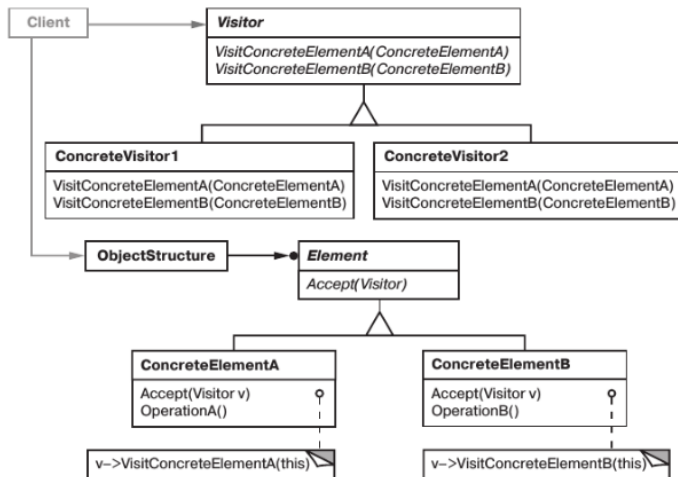 Client
Visitor
VisitConcreteElementA(ConcreteElementA)
VisitConcreteElementB(ConcreteElementB)
ConcreteVisitor1
VisitConcreteElementA(ConcreteElementA)
VisitConcreteElementB(ConcreteElementB)
ConcreteVisitor2
VisitConcreteElementA(ConcreteElementA)
VisitConcreteElementB(ConcreteElementB)
ObjectStructure
Element
Accept(Visitor)
ConcreteElementA
Accept(Visitor v)
OperationA()
ConcreteElementB
Accept(Visitor v)
OperationB()
v–>VisitConcreteElementA(this)
v–>VisitConcreteElementB(this)